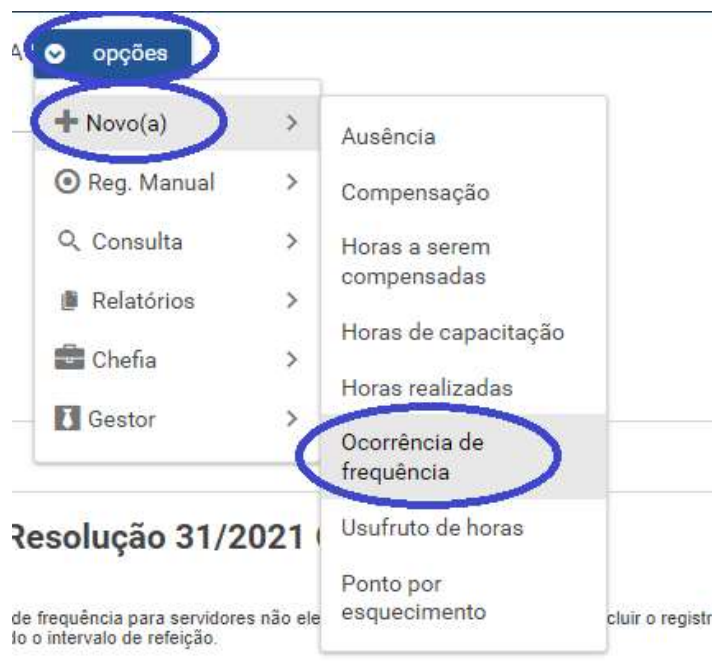 A
opções
Novo(a)
Reg. Manual
Consulta
Relatórios
Chefia
Gestor
Ausência
Compensação
Horas a serem
compensadas
Horas de capacitação
Horas realizadas
Ocorrência de
frequência
Usufruto de horas
Ponto por
esquecimento
Resolução 31/2021
de frequência para servidores não ele
cluir o registr
do o intervalo de refeição.